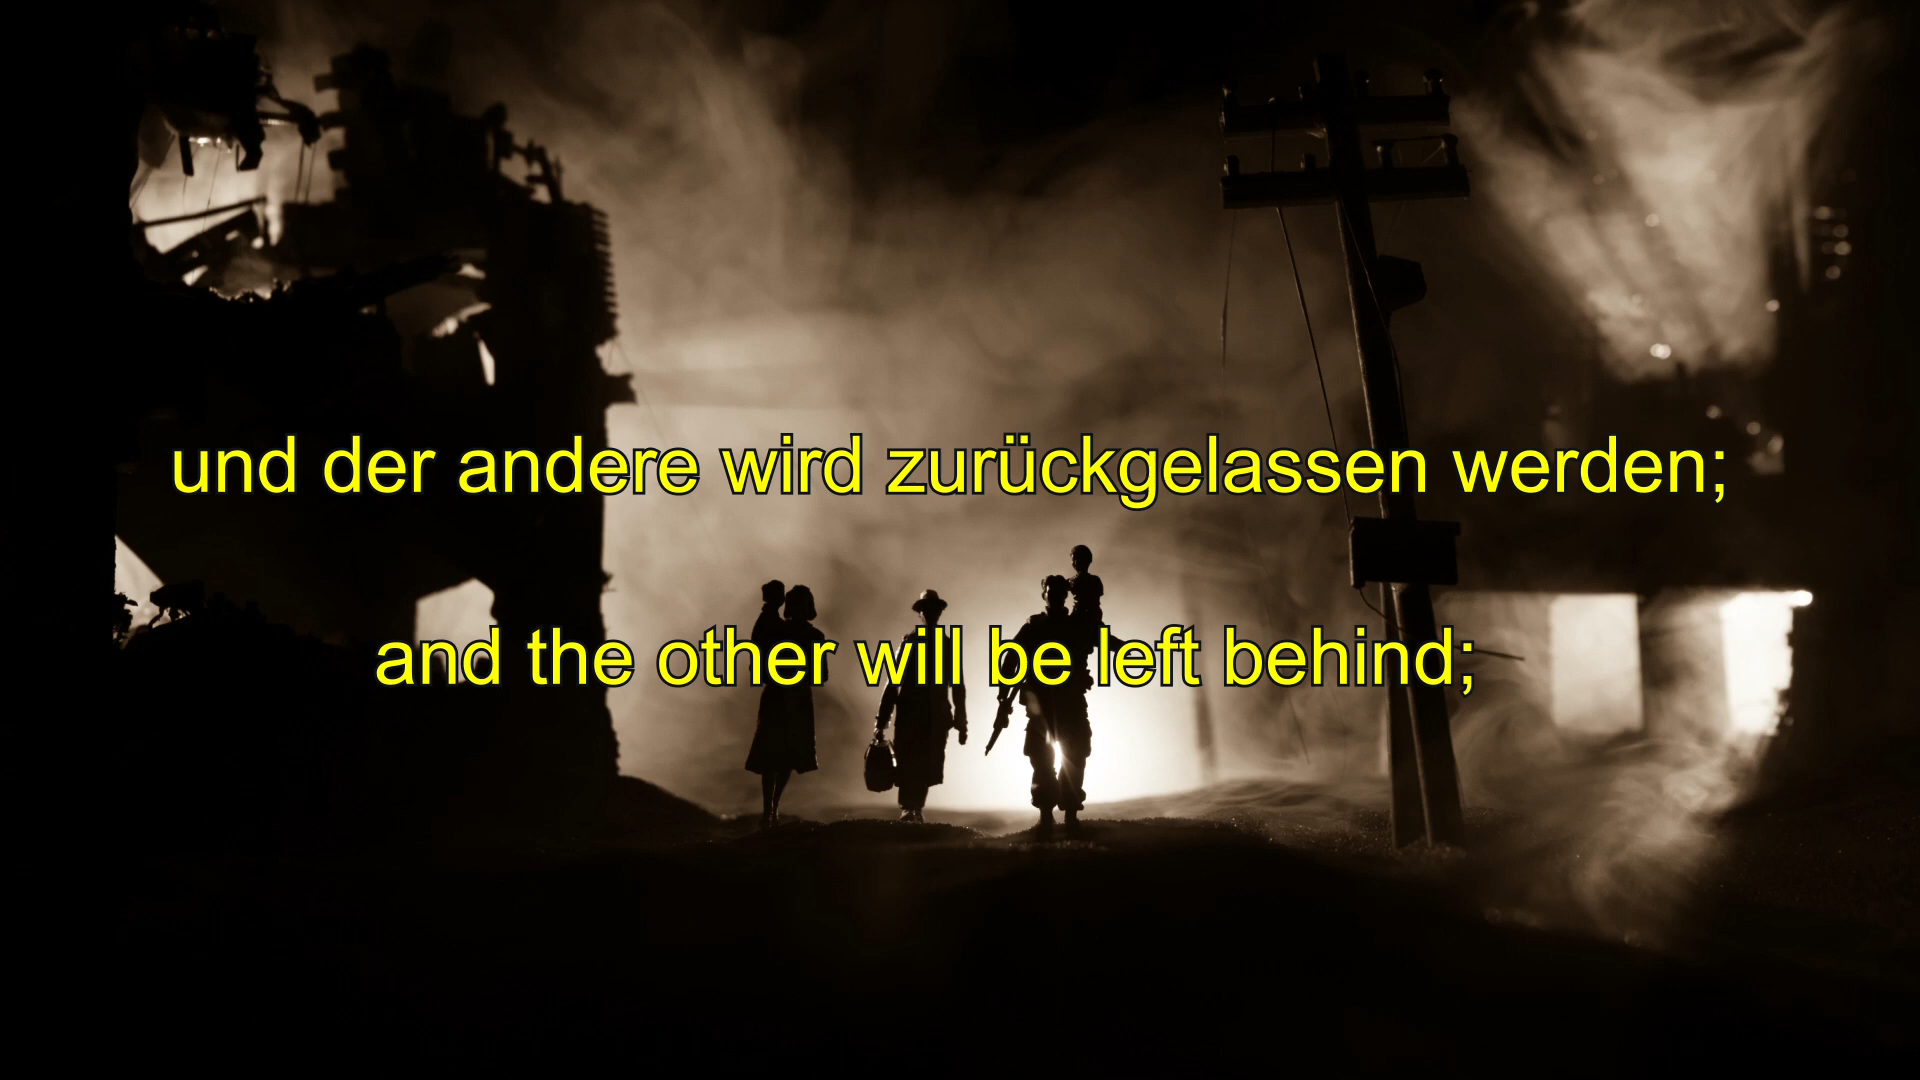 und der andere wird zurückgelassen werden;
and the other will be left behind;